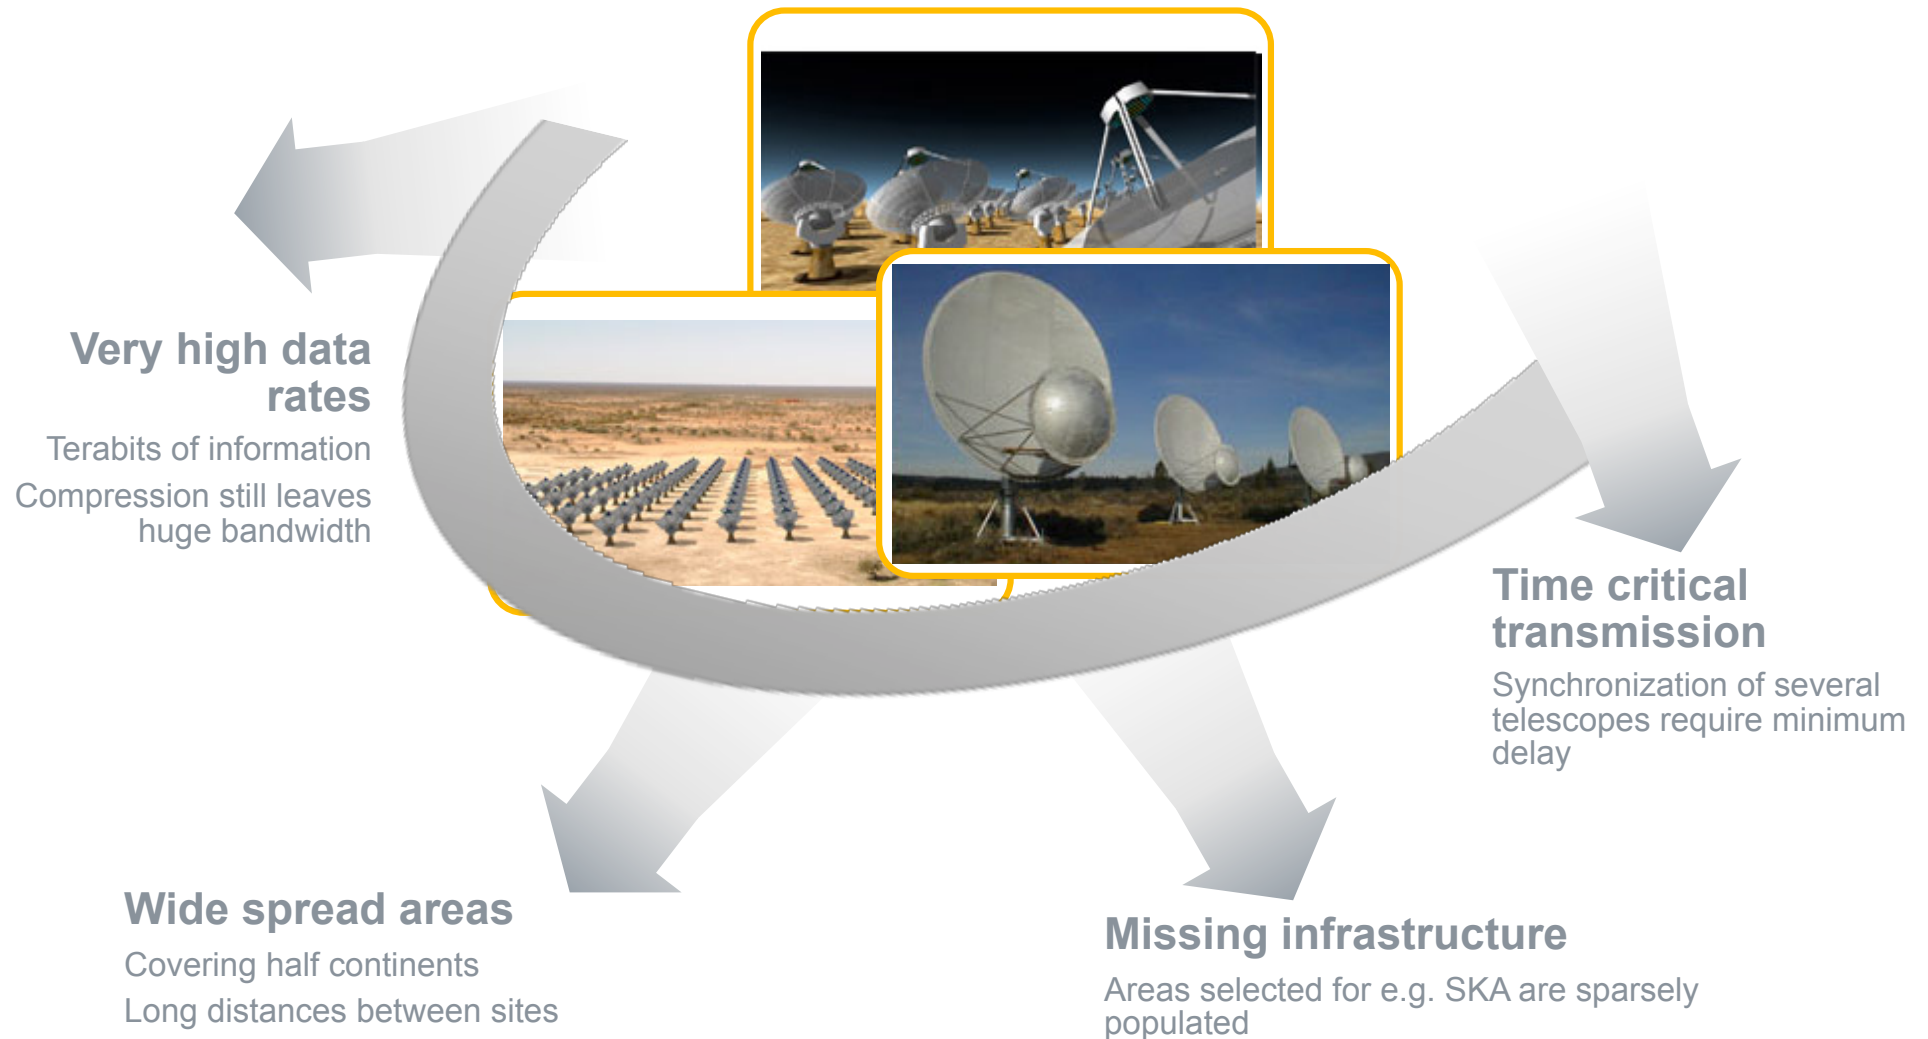 Very high data
rates
Terabits of information
Compression still leaves
huge bandwidth
Time critical
transmission
Synchronization of several
telescopes require minimum
delay
Wide spread areas
Covering half continents
Long distances between sites
Missing infrastructure
Areas selected for e.g. SKA are sparsely
populated